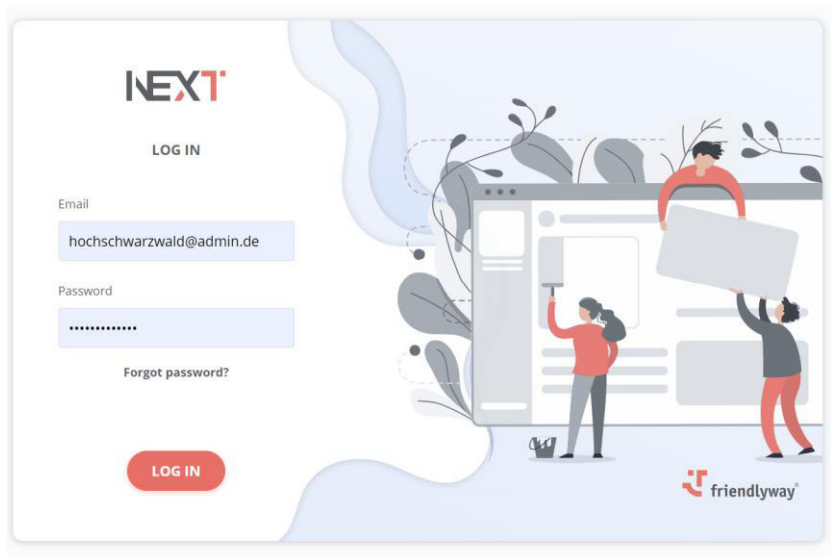 NEXT
LOG IN
Email
hochschwarzwald@admin.de
Password
•••••••••••••
Forgot password?
LOG IN
friendlyway®